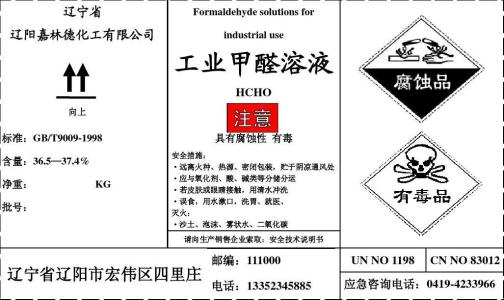 辽宁省
辽阳嘉林德化工有限公司
向上
标准：GB/T9009-1998
含量：36.5—37.4%
净重： KG
批号：
Formaldehyde solutions for
industrial use
工业甲醛溶液
HCHO
注意
具有腐蚀性 有毒
安全措施：
·远离火种、热源、密闭包装，贮于阴凉通风处
·应与氧化剂、酸、碱类等分储分运
·若皮肤或眼睛接触，用清水冲洗
·误食，用水漱口，洗胃、就医、
灭火：
·沙土、泡沫、雾状水、二氧化碳
请向生产销售企业索取：安全技术说明书
腐蚀品
有毒品
辽宁省辽阳市宏伟区四里庄
邮编：111000
电话：13352345885
UN NO 1198
CN NO 83012
应急咨询电话：0419-4233966